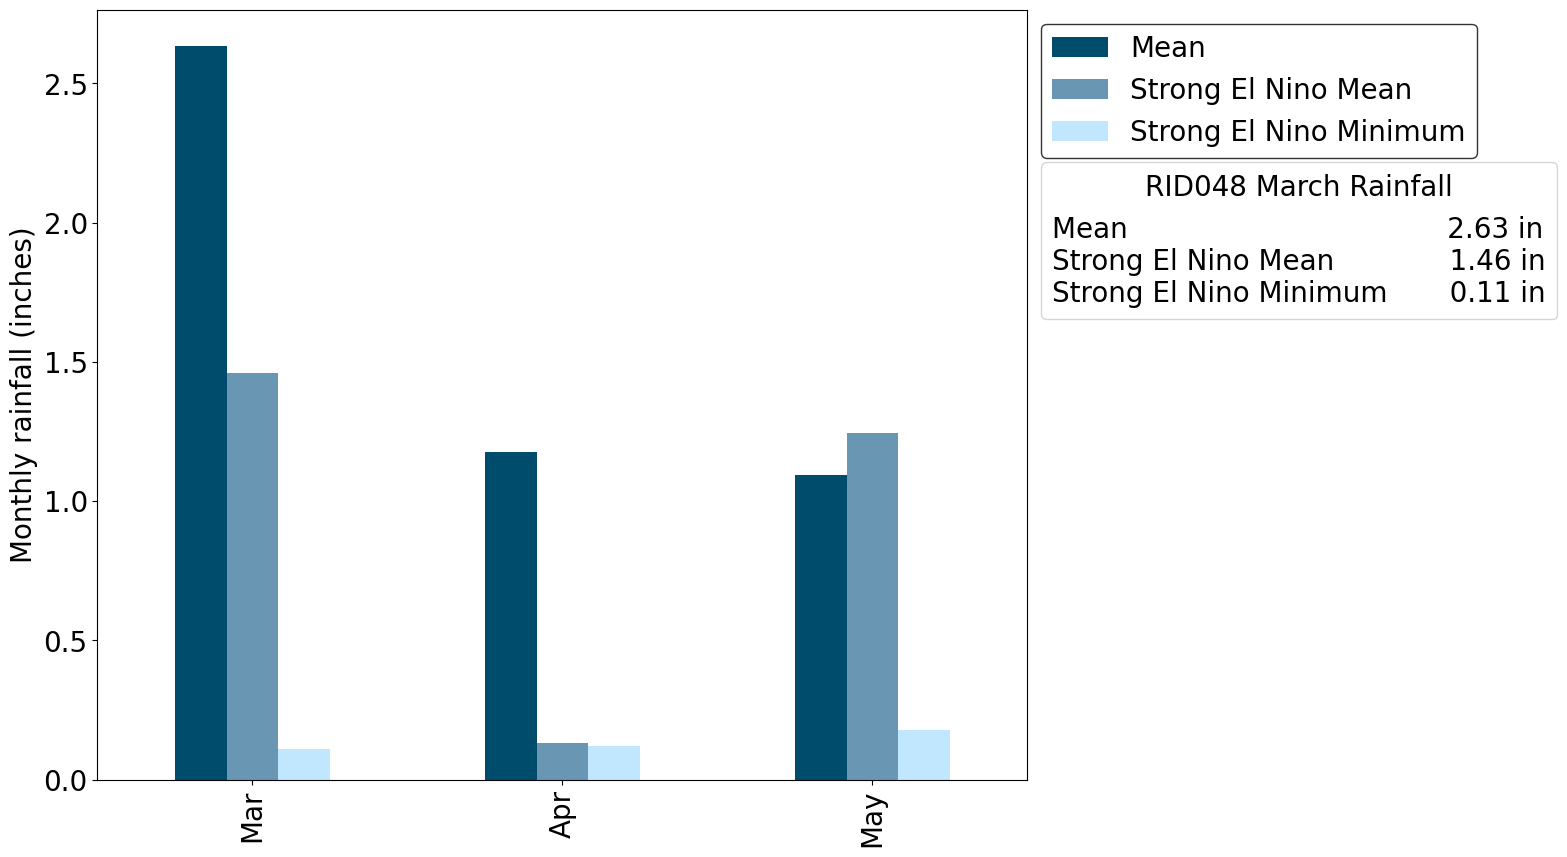 Monthly rainfall (inches)
2.5
2.0
1.5
1.0
0.5
0.0
Mar
Apr
May
Mean
Strong El Nino Mean
Strong El Nino Minimum
RID048 March Rainfall
Mean 2.63 in
Strong El Nino Mean 1.46 in
Strong El Nino Minimum 0.11 in